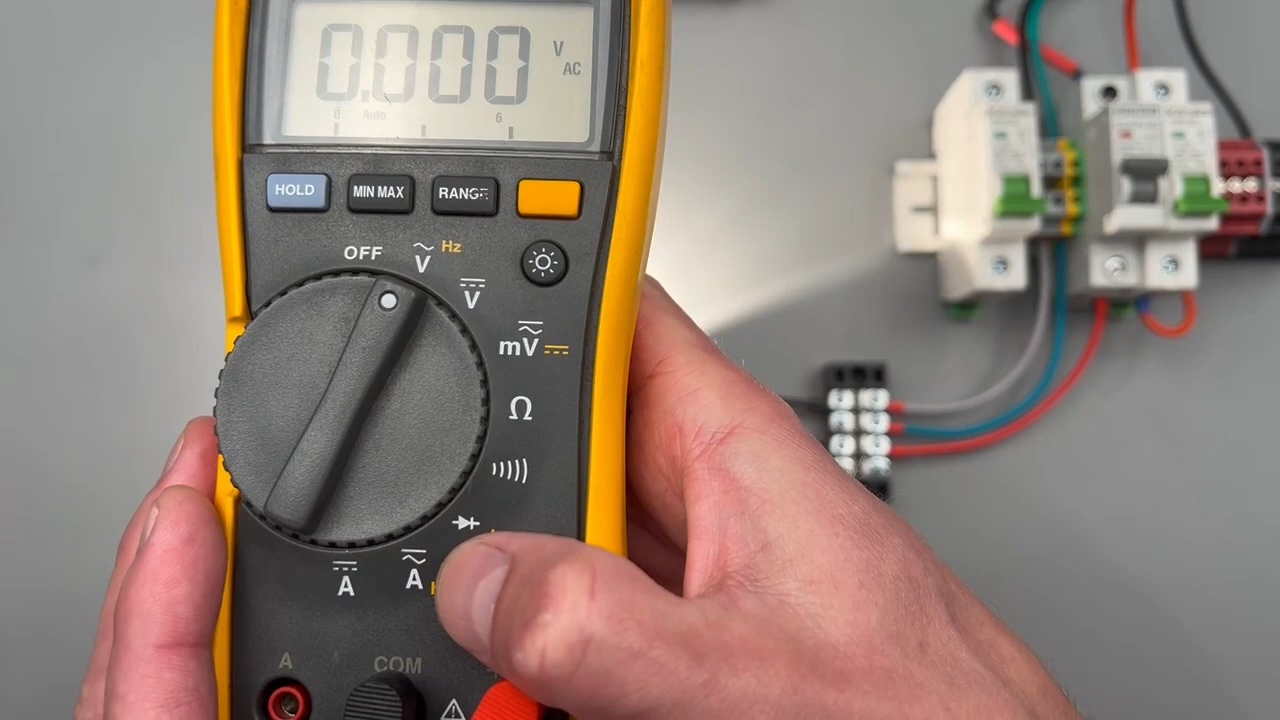 0.000
V
AC
0 Auto 6
HOLD
MIN MAX
RANGE
OFF
V Hz
V
mV
Ω
A
A
A
COM